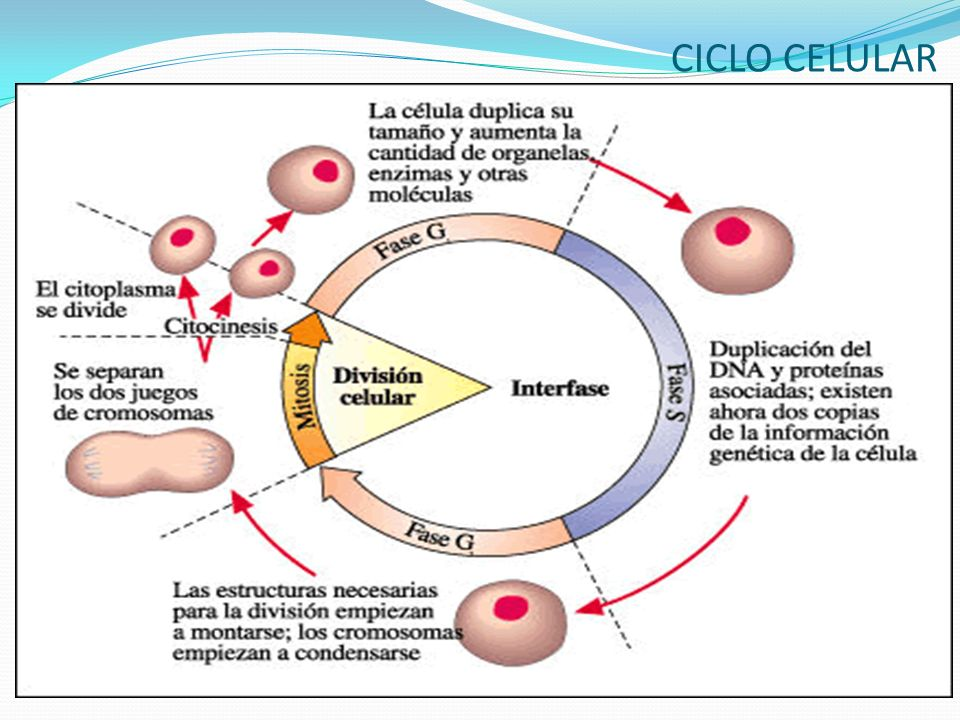 CICLO CELULAR
La célula duplica su
tamaño y aumenta la
cantidad de organelas,
enzimas y otras
moléculas
Fase G
El citoplasma
se divide
Citocinesis
Se separan
los dos juegos
de cromosomas
Mitosis
División
celular
Interfase
Fase S
Duplicación del
DNA y proteínas
asociadas; existen
ahora dos copias
de la información
genética de la célula
Fase G
Las estructuras necesarias
para la división empiezan
a montarse; los cromosomas
empiezan a condensarse